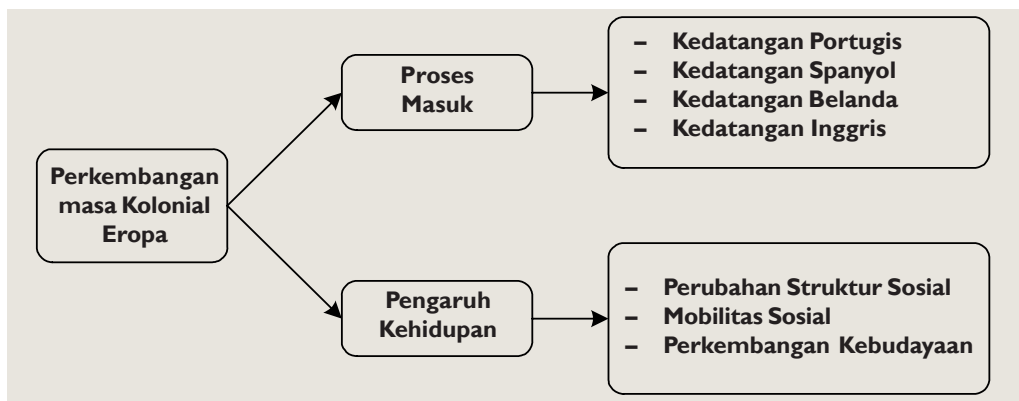 Perkembangan
masa Kolonial
Eropa
Proses
Masuk
– Kedatangan Portugis
– Kedatangan Spanyol
– Kedatangan Belanda
– Kedatangan Inggris
Pengaruh
Kehidupan
– Perubahan Struktur Sosial
– Mobilitas Sosial
– Perkembangan Kebudayaan